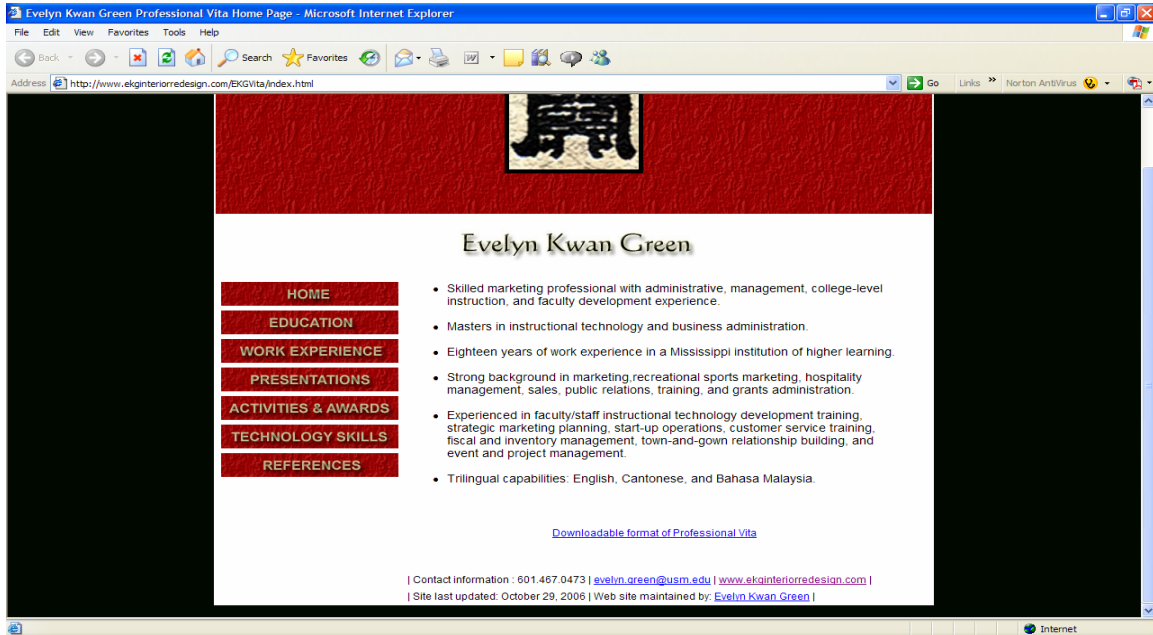 Evelyn Kwan Green Professional Vita Home Page - Microsoft Internet Explorer
File Edit View Favorites Tools Help
Back Search Favorites
Address http://www.ekginteriorredesign.com/EKGVita/index.html Go Links » Norton AntiVirus
Evelyn Kwan Green
HOME
EDUCATION
WORK EXPERIENCE
PRESENTATIONS
ACTIVITIES & AWARDS
TECHNOLOGY SKILLS
REFERENCES
• Skilled marketing professional with administrative, management, college-level
instruction, and faculty development experience.
• Masters in instructional technology and business administration.
• Eighteen years of work experience in a Mississippi institution of higher learning.
• Strong background in marketing,recreational sports marketing, hospitality
management, sales, public relations, training, and grants administration.
• Experienced in faculty/staff instructional technology development training,
strategic marketing planning, start-up operations, customer service training,
fiscal and inventory management, town-and-gown relationship building, and
event and project management.
• Trilingual capabilities: English, Cantonese, and Bahasa Malaysia.
Downloadable format of Professional Vita
| Contact information : 601.467.0473 | evelyn.green@usm.edu | www.ekginteriorredesign.com |
| Site last updated: October 29, 2006 | Web site maintained by: Evelyn Kwan Green |
Internet